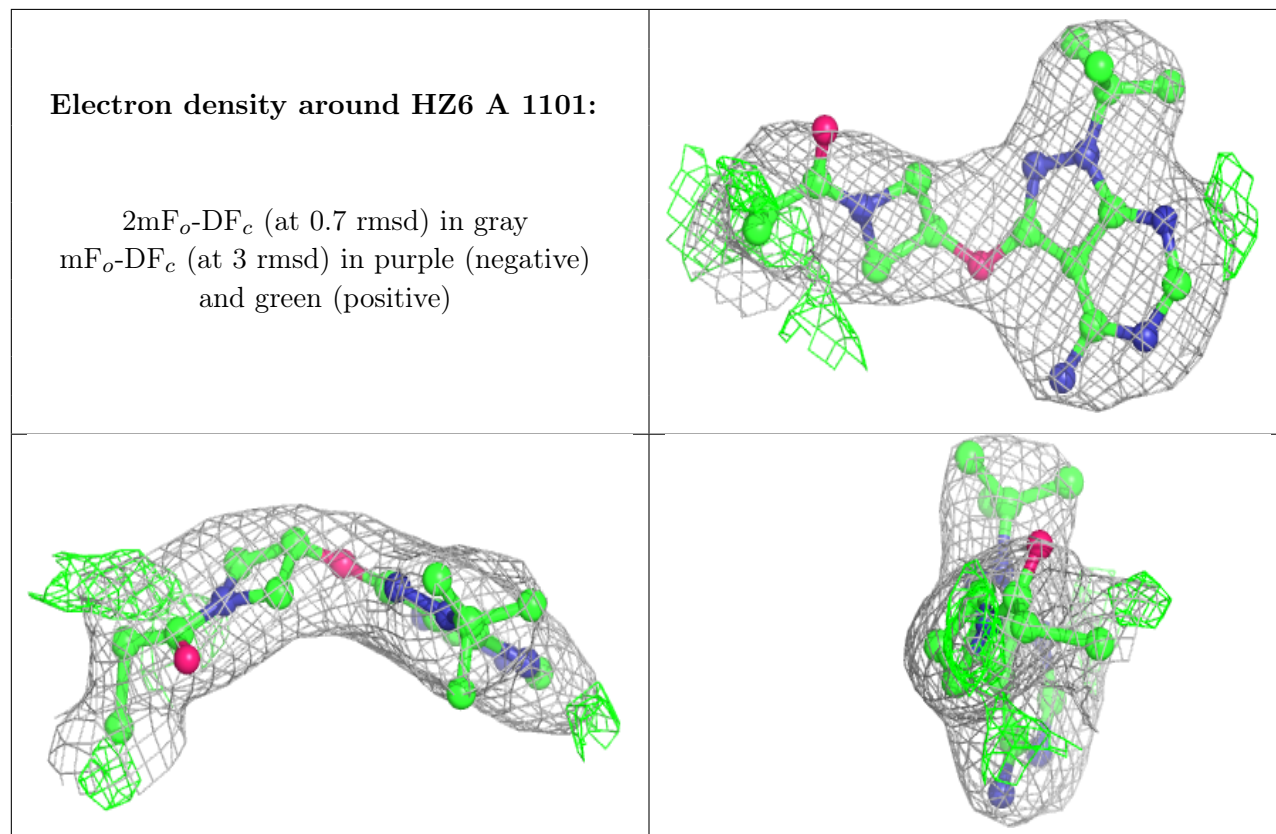 Electron density around HZ6 A 1101:
2mFo-DFc (at 0.7 rmsd) in gray
mFo-DFc (at 3 rmsd) in purple (negative)
and green (positive)